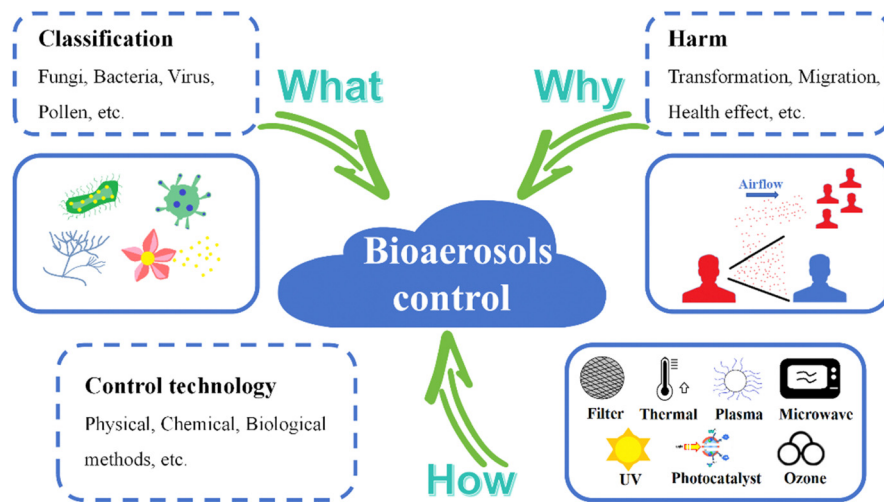 Classification
Fungi, Bacteria, Virus,
Pollen, etc.
What
Why
Harm
Transformation, Migration,
Health effect, etc.
Airflow
Bioaerosols
control
Control technology
Physical, Chemical, Biological
methods, etc.
How
Filter Thermal Plasma Microwave
UV Photocatalyst Ozone